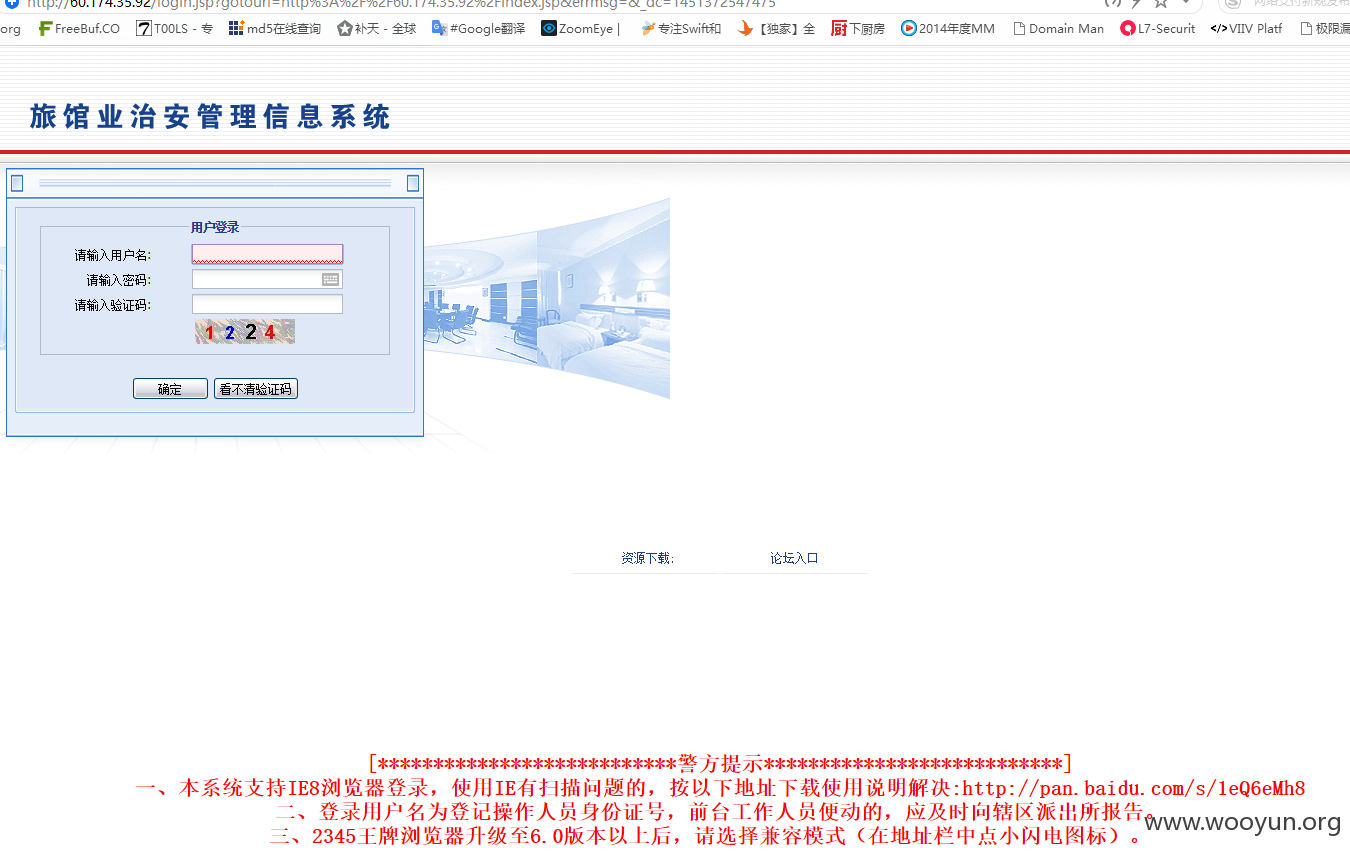 http://60.174.35.92/login.jsp?gotourl=http%3A%2F%2F60.174.35.92%2Findex.jsp&errmsg=&_dc=1451372547475
org FreeBuf.CO T00LS - 专 md5在线查询 补天 - 全球 #Google翻译 ZoomEye | 专注Swift和 【独家】全 下厨房 2014年度MM Domain Man L7-Securit VIIV Platf 极限漏
旅馆业治安管理信息系统
用户登录
请输入用户名:
请输入密码:
请输入验证码:
1 2 2 4
确定 看不清验证码
资源下载: 论坛入口
[***************************警方提示***************************]
一、本系统支持IE8浏览器登录，使用IE有扫描问题的，按以下地址下载使用说明解决:http://pan.baidu.com/s/1eQ6eMh8
二、登录用户名为登记操作人员身份证号，前台工作人员便动的，应及时向辖区派出所报告。
三、2345王牌浏览器升级至6.0版本以上后，请选择兼容模式（在地址栏中点小闪电图标）。
www.wooyun.org